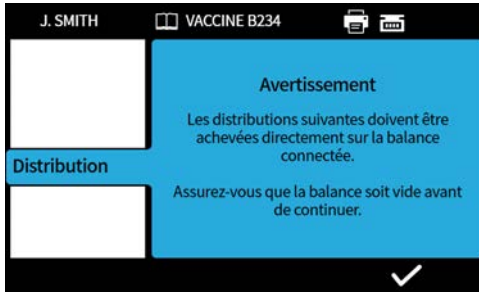 J. SMITH
VACCINE B234
Avertissement
Les distributions suivantes doivent être
achevées directement sur la balance
connectée.
Distribution
Assurez-vous que la balance soit vide avant
de continuer.